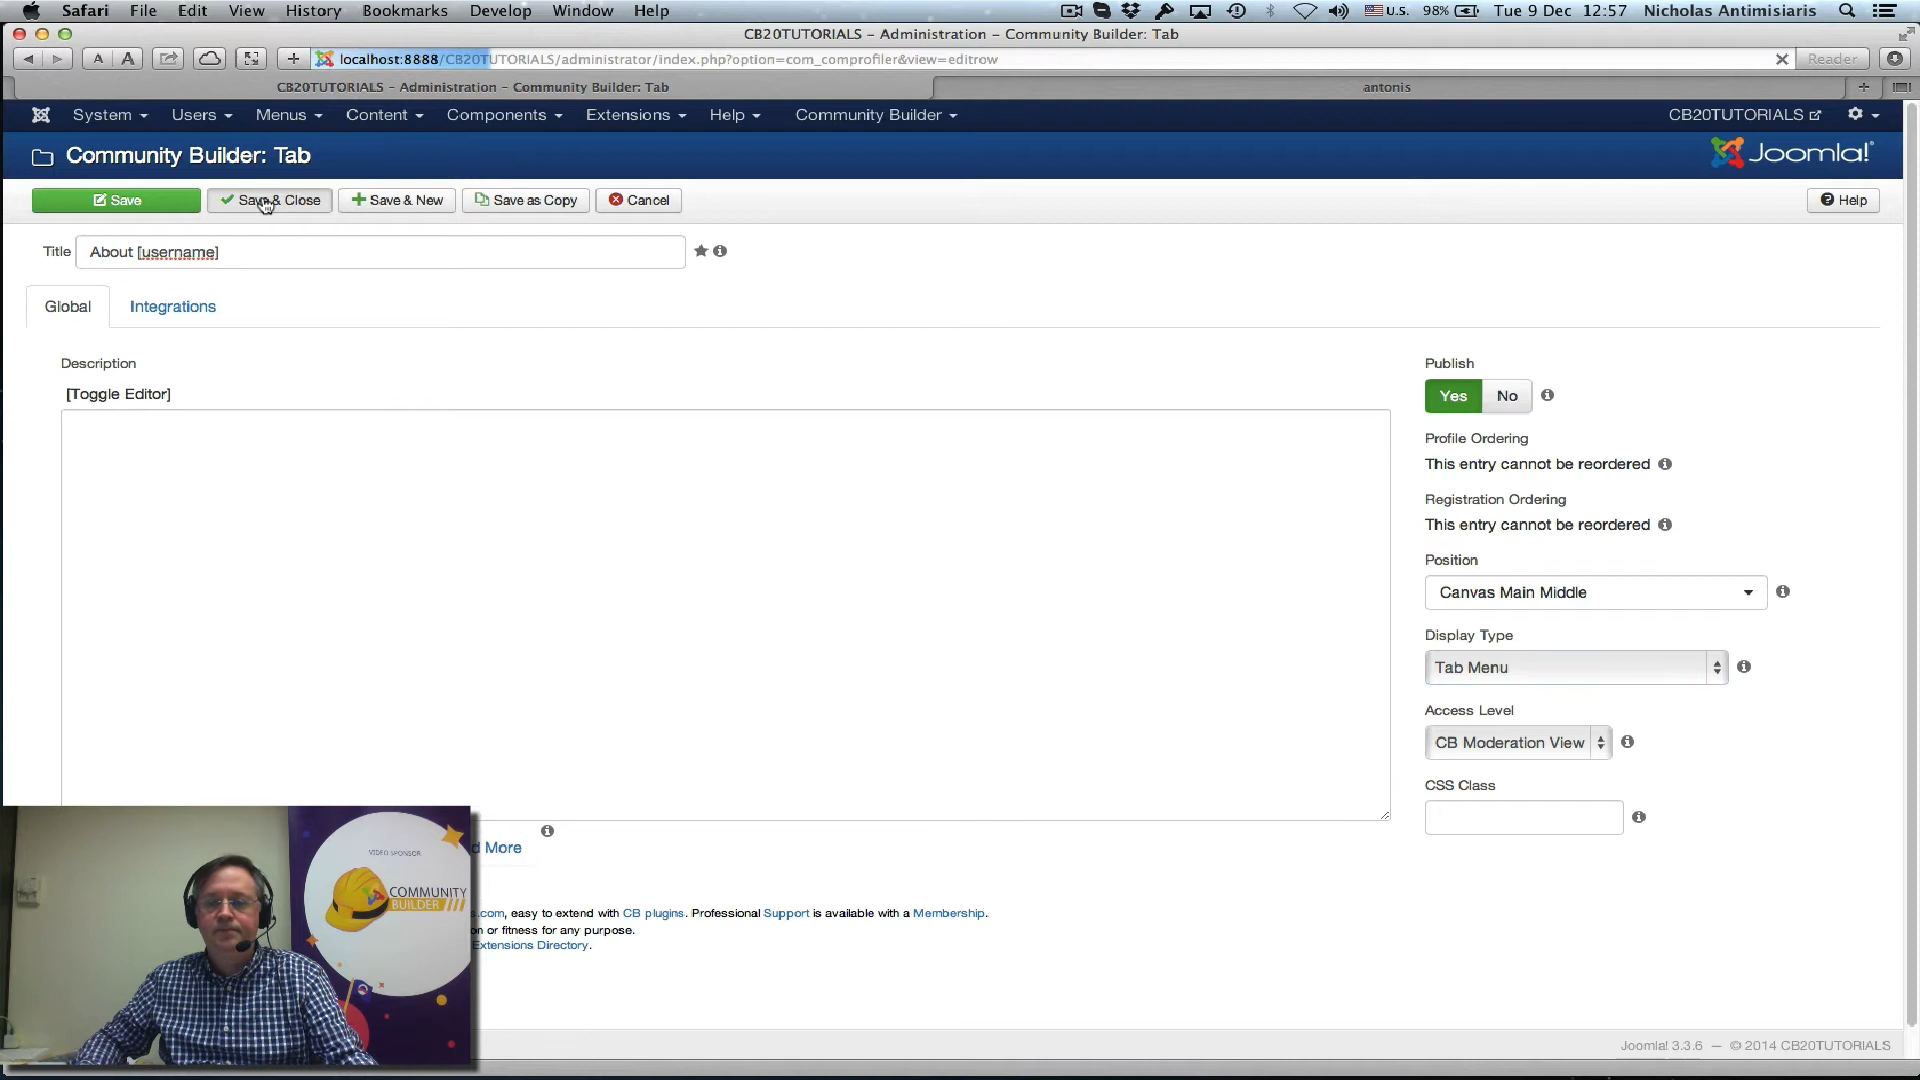 Safari File Edit View History Bookmarks Develop Window Help U.S. 98% Tue 9 Dec 12:57 Nicholas Antimisiaris
CB20TUTORIALS - Administration - Community Builder: Tab
A A + localhost:8888/CB20TUTORIALS/administrator/index.php?option=com_comprofiler&view=editrow Reader
CB20TUTORIALS - Administration - Community Builder: Tab antonis
System Users Menus Content Components Extensions Help Community Builder CB20TUTORIALS
Community Builder: Tab Joomla!
Save Save & Close Save & New Save as Copy Cancel Help
Title About [username]
Global Integrations
Description
[Toggle Editor]
Publish
Yes No
Profile Ordering
This entry cannot be reordered
Registration Ordering
This entry cannot be reordered
Position
Canvas Main Middle
Display Type
Tab Menu
Access Level
CB Moderation View
CSS Class
More
VIDEO SPONSOR
COMMUNITY
BUILDER
s.com, easy to extend with CB plugins. Professional Support is available with a Membership.
on or fitness for any purpose.
Extensions Directory.
Joomla! 3.3.6 — © 2014 CB20TUTORIALS